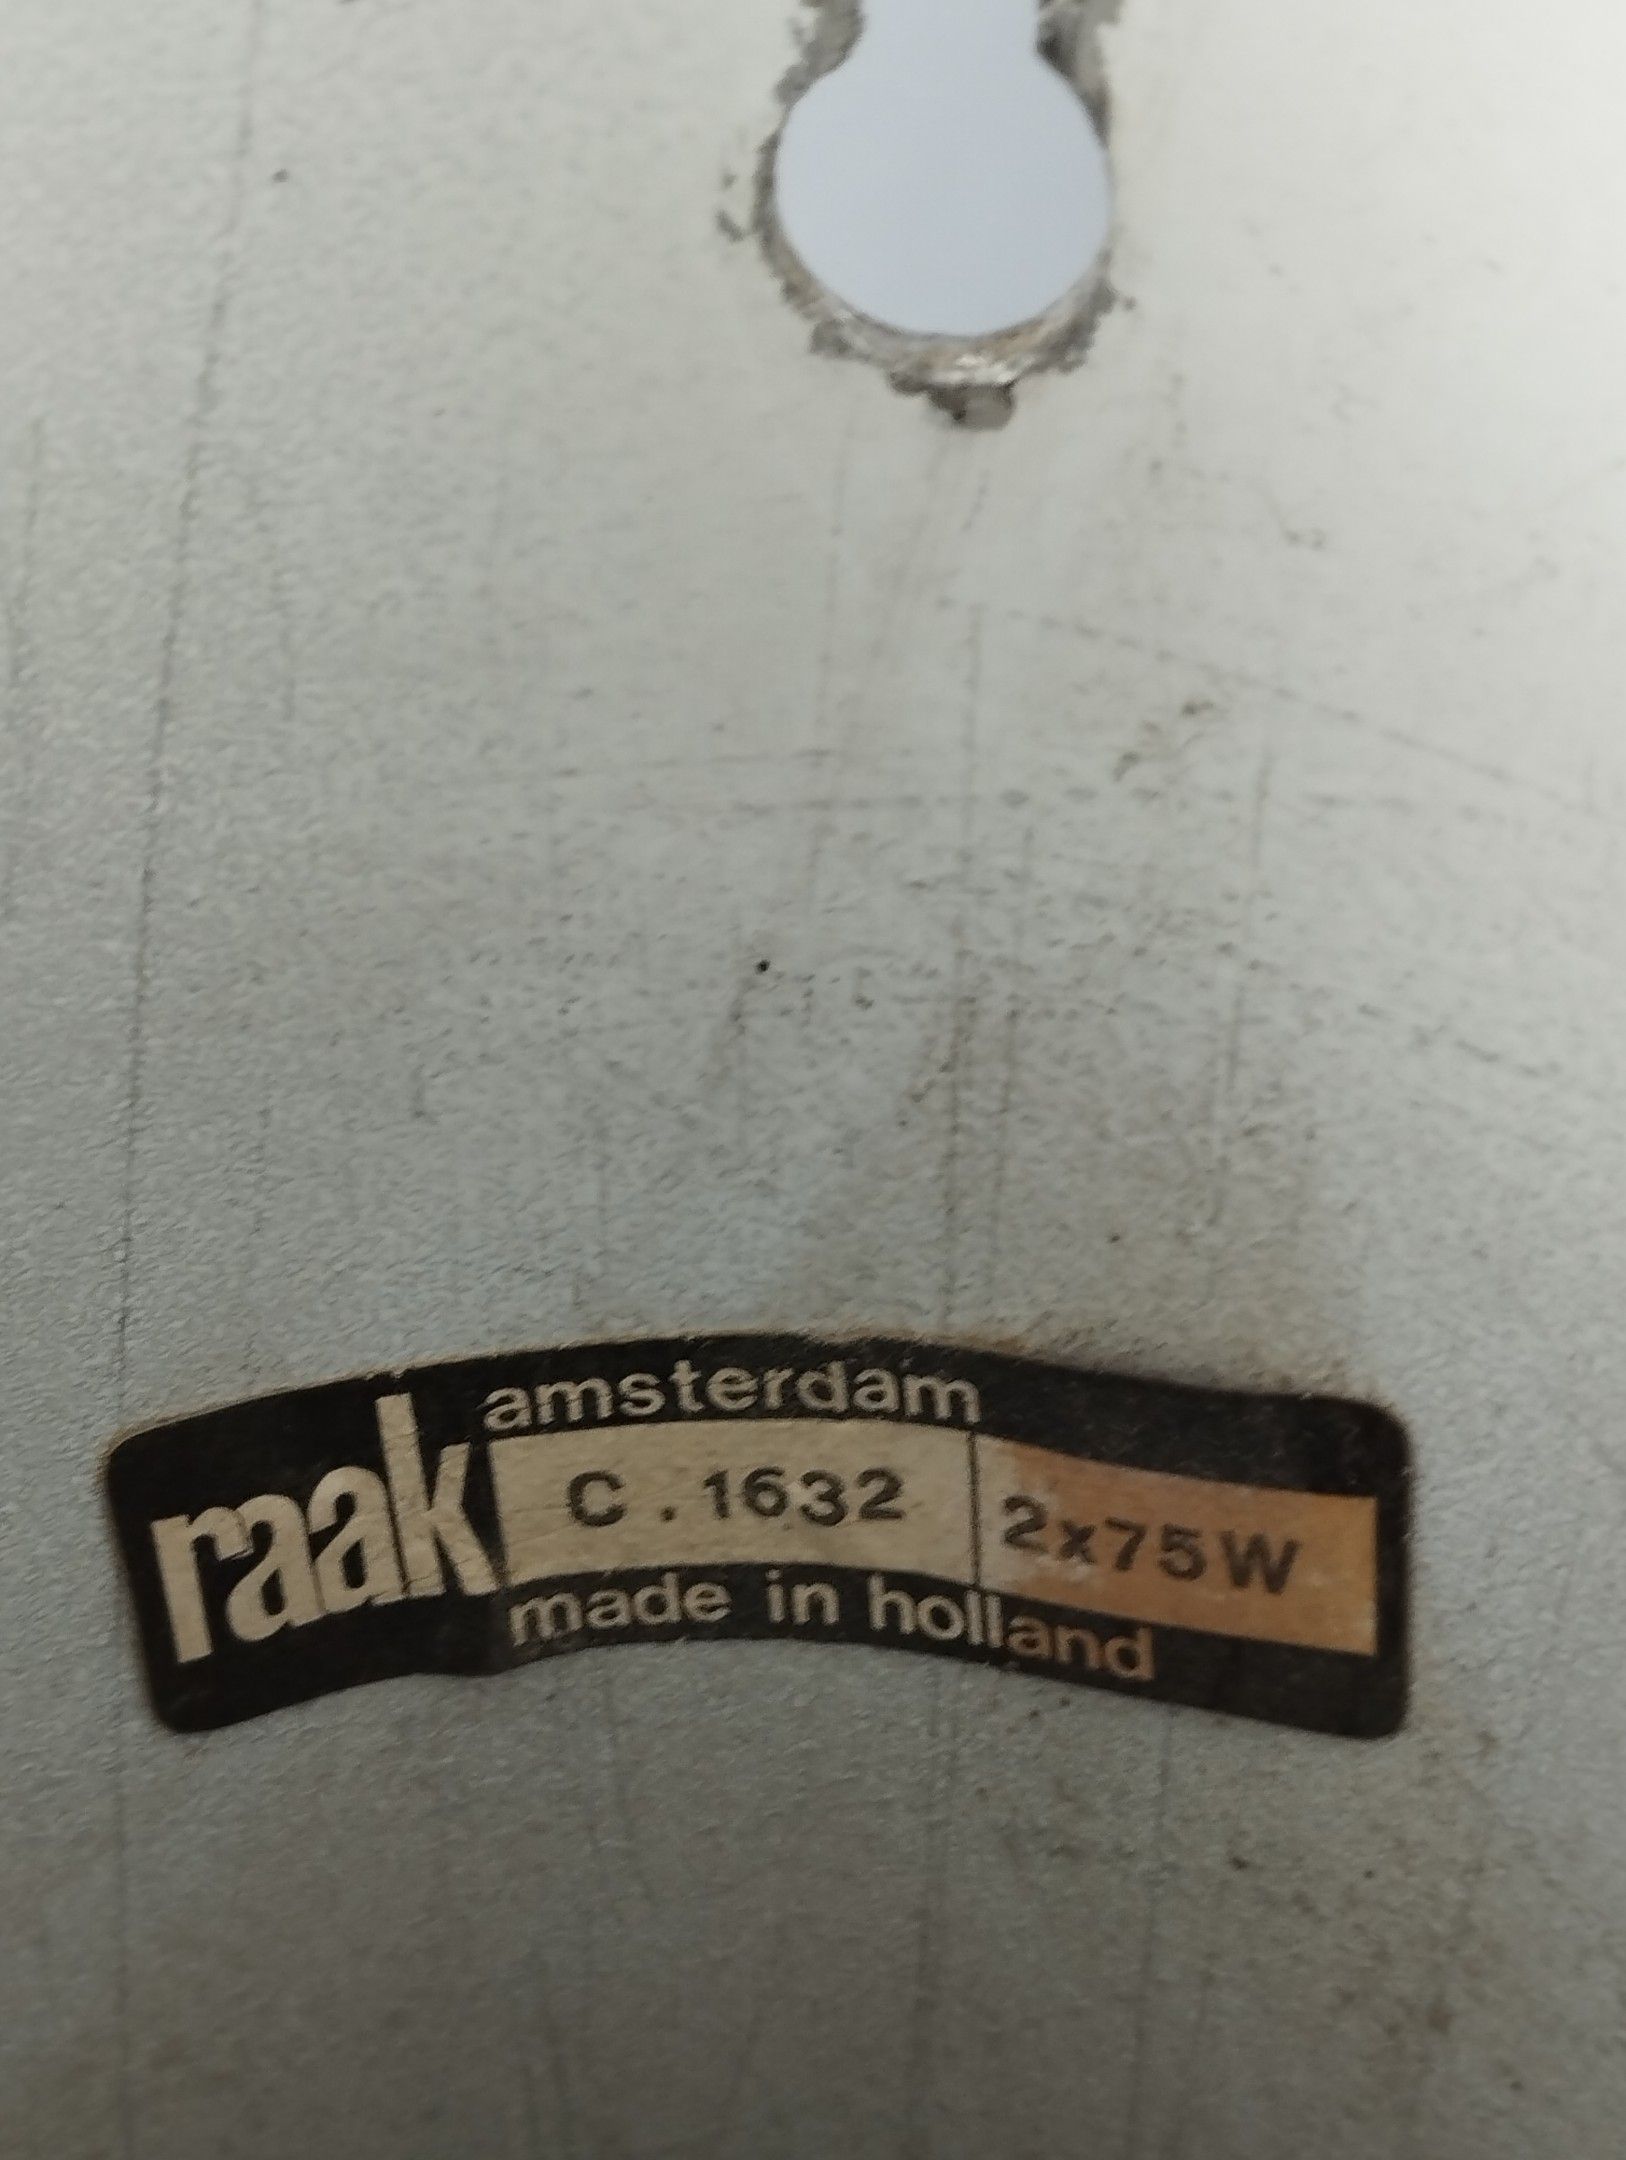 raak
amsterdam
C.1632 2x75W
made in holland